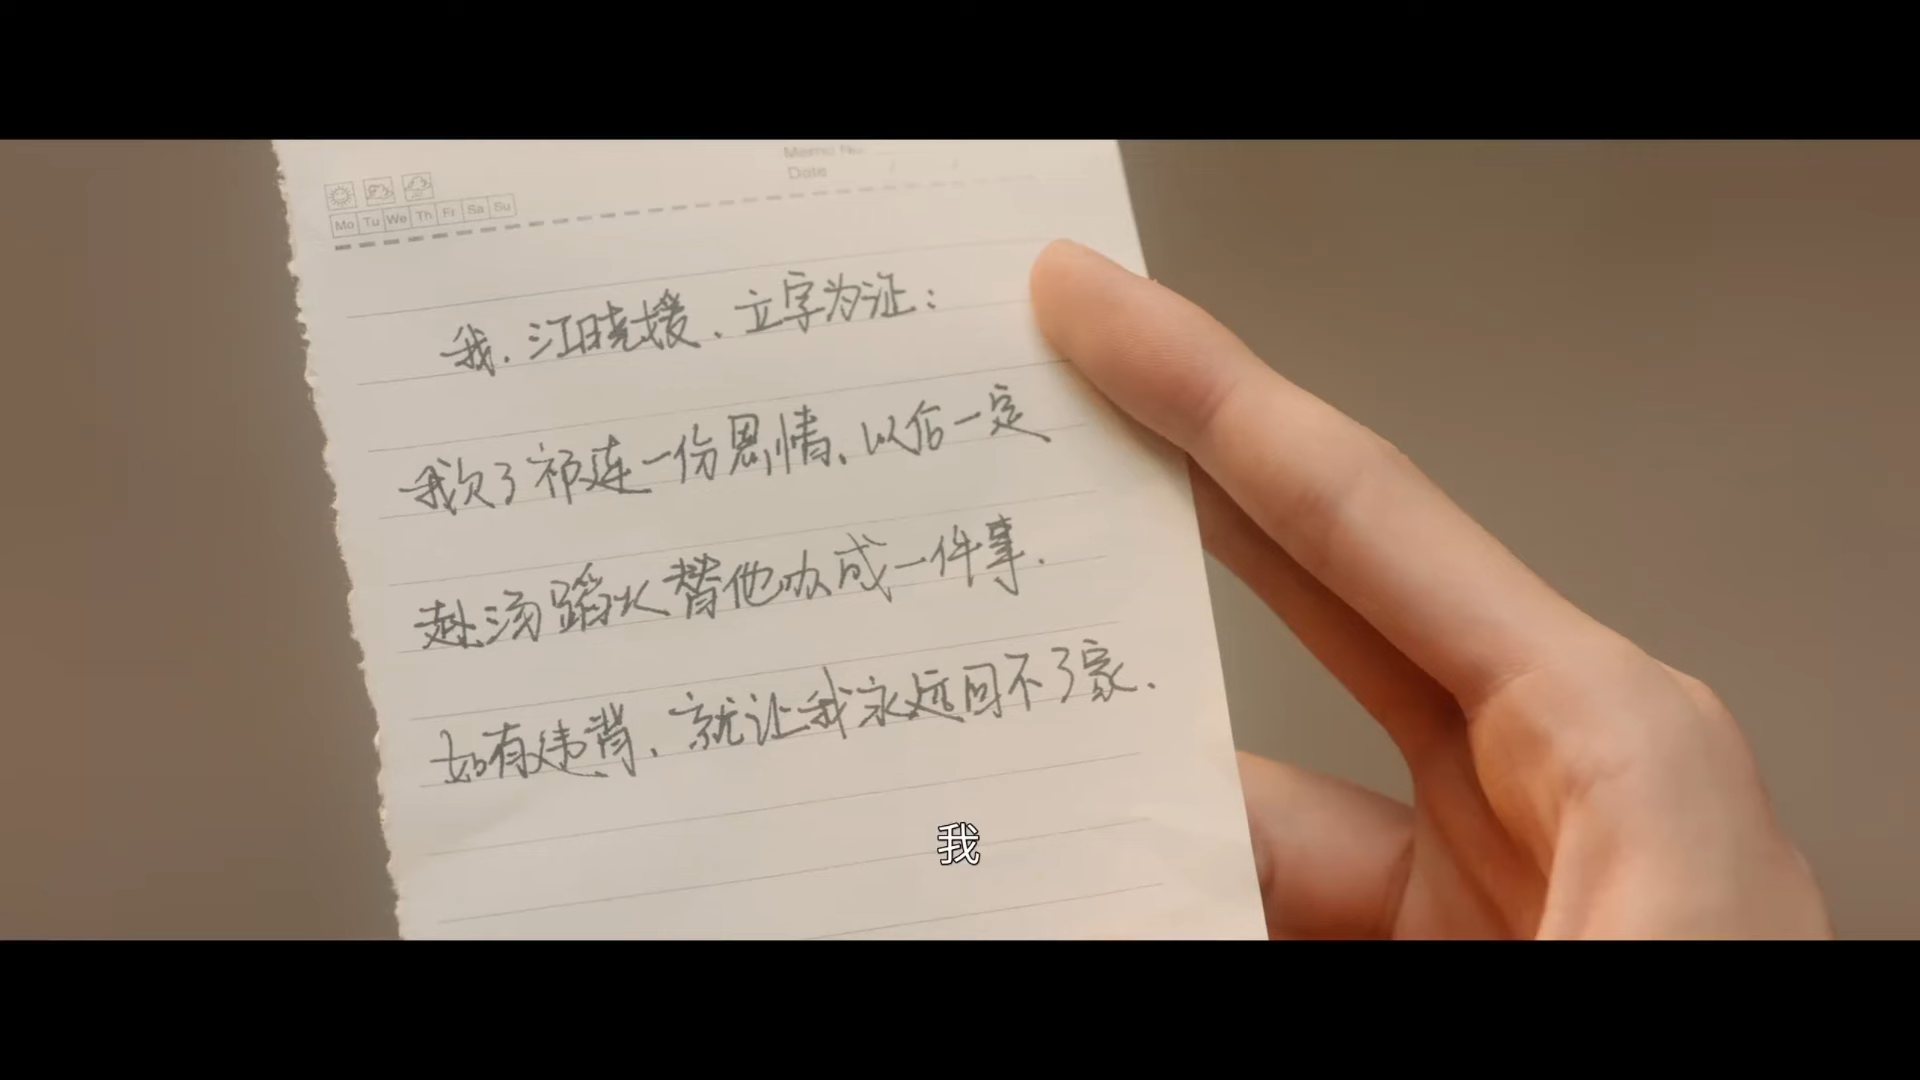 Memo No.
Date / /
Mo Tu We Th Fr Sa Su
我，江晓媛，立字为证：
我欠了祁连一份恩情，以后一定
赴汤蹈火替他办成一件事.
如有违背，就让我永远回不了家.
我